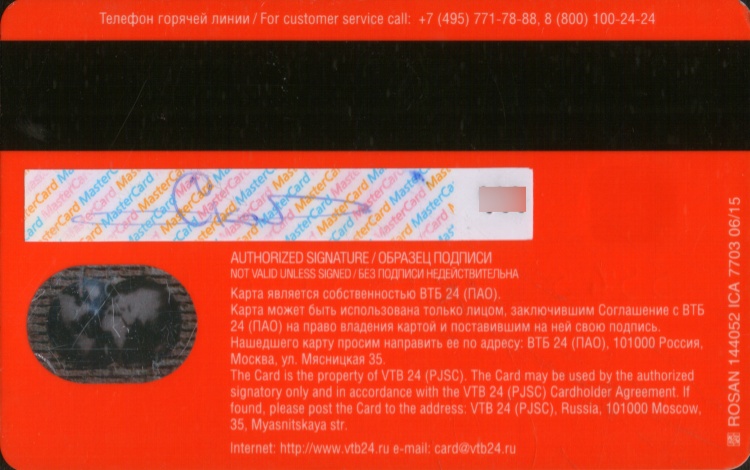 Телефон горячей линии / For customer service call: +7 (495) 771-78-88, 8 (800) 100-24-24
MasterCard MasterCard MasterCard MasterCard MasterCard
AUTHORIZED SIGNATURE / ОБРАЗЕЦ ПОДПИСИ
NOT VALID UNLESS SIGNED / БЕЗ ПОДПИСИ НЕДЕЙСТВИТЕЛЬНА
Карта является собственностью ВТБ 24 (ПАО).
Карта может быть использована только лицом, заключившим Соглашение с ВТБ
24 (ПАО) на право владения картой и поставившим на ней свою подпись.
Нашедшего карту просим направить ее по адресу: ВТБ 24 (ПАО), 101000 Россия,
Москва, ул. Мясницкая 35.
The Card is the property of VTB 24 (PJSC). The Card may be used by the authorized
signatory only and in accordance with the VTB 24 (PJSC) Cardholder Agreement. If
found, please post the Card to the address: VTB 24 (PJSC), Russia, 101000 Moscow,
35, Myasnitskaya str.
Internet: http://www.vtb24.ru e-mail: card@vtb24.ru
ROSAN 144052 ICA 7703 06/15